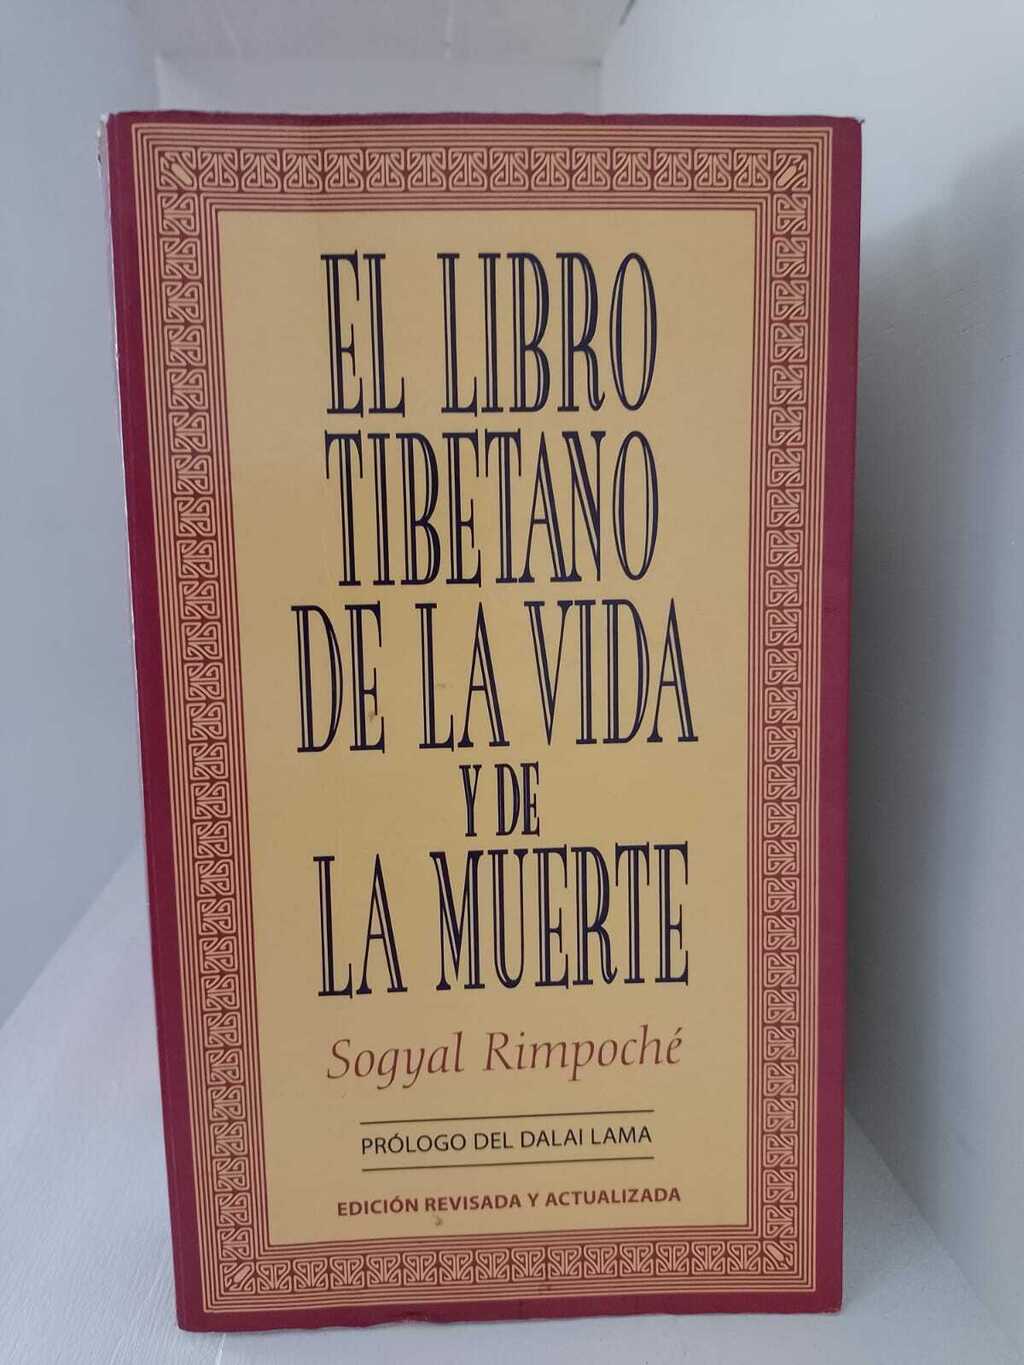 EL LIBRO
TIBETANO
DE LA VIDA
Y DE
LA MUERTE
Sogyal Rimpoché
PRÓLOGO DEL DALAI LAMA
EDICIÓN REVISADA Y ACTUALIZADA